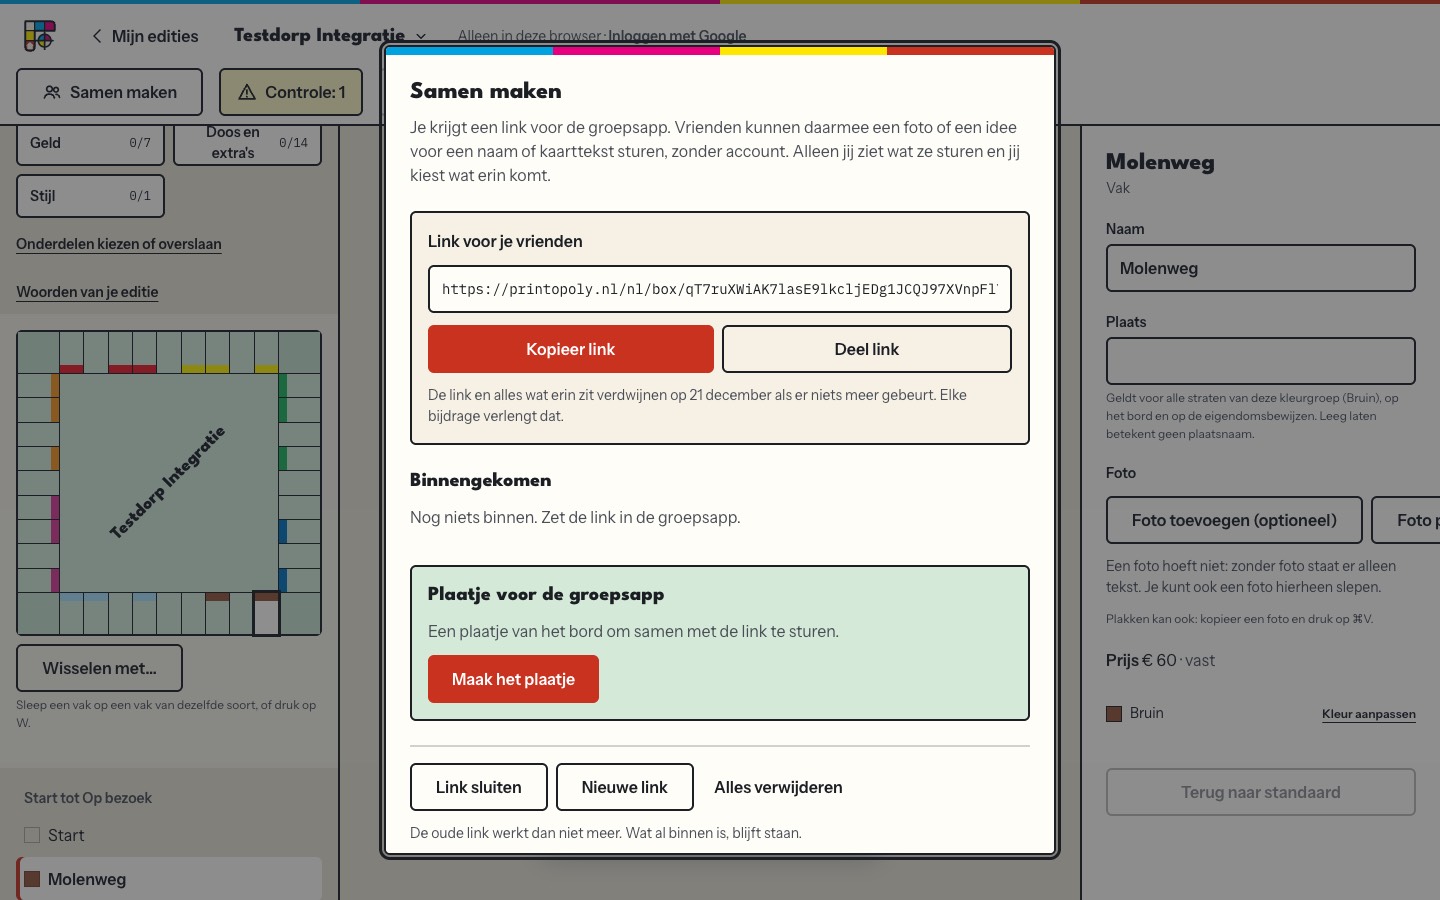 Mijn edities
Testdorp Integratie
Alleen in deze browser · Inloggen met Google
Samen maken
Controle: 1
Geld 0/7
Doos en extra's 0/14
Stijl 0/1
Onderdelen kiezen of overslaan
Woorden van je editie
Testdorp Integratie
Wisselen met...
Sleep een vak op een vak van dezelfde soort, of druk op
W.
Start tot Op bezoek
Start
Molenweg
Samen maken
Je krijgt een link voor de groepsapp. Vrienden kunnen daarmee een foto of een idee
voor een naam of kaarttekst sturen, zonder account. Alleen jij ziet wat ze sturen en jij
kiest wat erin komt.
Link voor je vrienden
https://printopoly.nl/nl/box/qT7ruXWiAK7lasE9lkcljEDg1JCQJ97XVnpFl
Kopieer link
Deel link
De link en alles wat erin zit verdwijnen op 21 december als er niets meer gebeurt. Elke
bijdrage verlengt dat.
Binnengekomen
Nog niets binnen. Zet de link in de groepsapp.
Plaatje voor de groepsapp
Een plaatje van het bord om samen met de link te sturen.
Maak het plaatje
Link sluiten
Nieuwe link
Alles verwijderen
De oude link werkt dan niet meer. Wat al binnen is, blijft staan.
Molenweg
Vak
Naam
Molenweg
Plaats
Geldt voor alle straten van deze kleurgroep (Bruin), op
het bord en op de eigendomsbewijzen. Leeg laten
betekent geen plaatsnaam.
Foto
Foto toevoegen (optioneel)
Foto p
Een foto hoeft niet: zonder foto staat er alleen
tekst. Je kunt ook een foto hierheen slepen.
Plakken kan ook: kopieer een foto en druk op ⌘V.
Prijs € 60 · vast
Bruin
Kleur aanpassen
Terug naar standaard